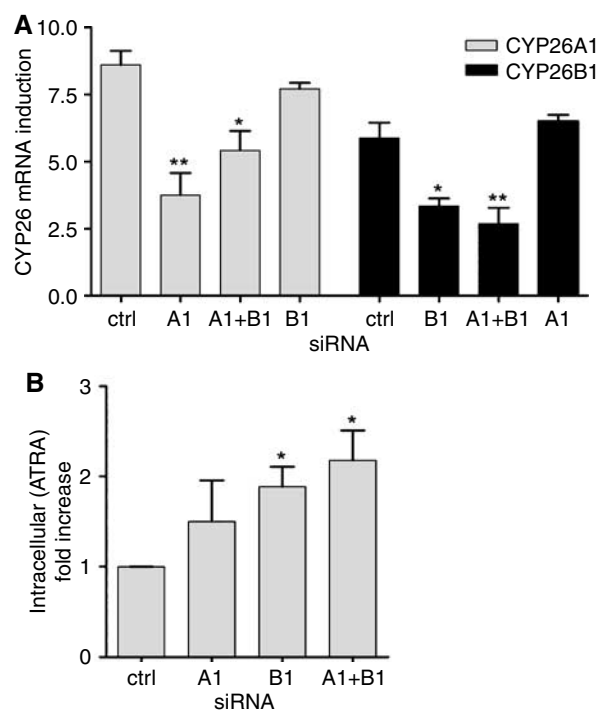 A
CYP26 mRNA induction
10.0
7.5
5.0
2.5
0.0
CYP26A1
CYP26B1
**
*
*
**
ctrl A1 A1+B1 B1 ctrl B1 A1+B1 A1
siRNA
B
Intracellular (ATRA)
fold increase
3
2
1
0
*
*
ctrl A1 B1 A1+B1
siRNA